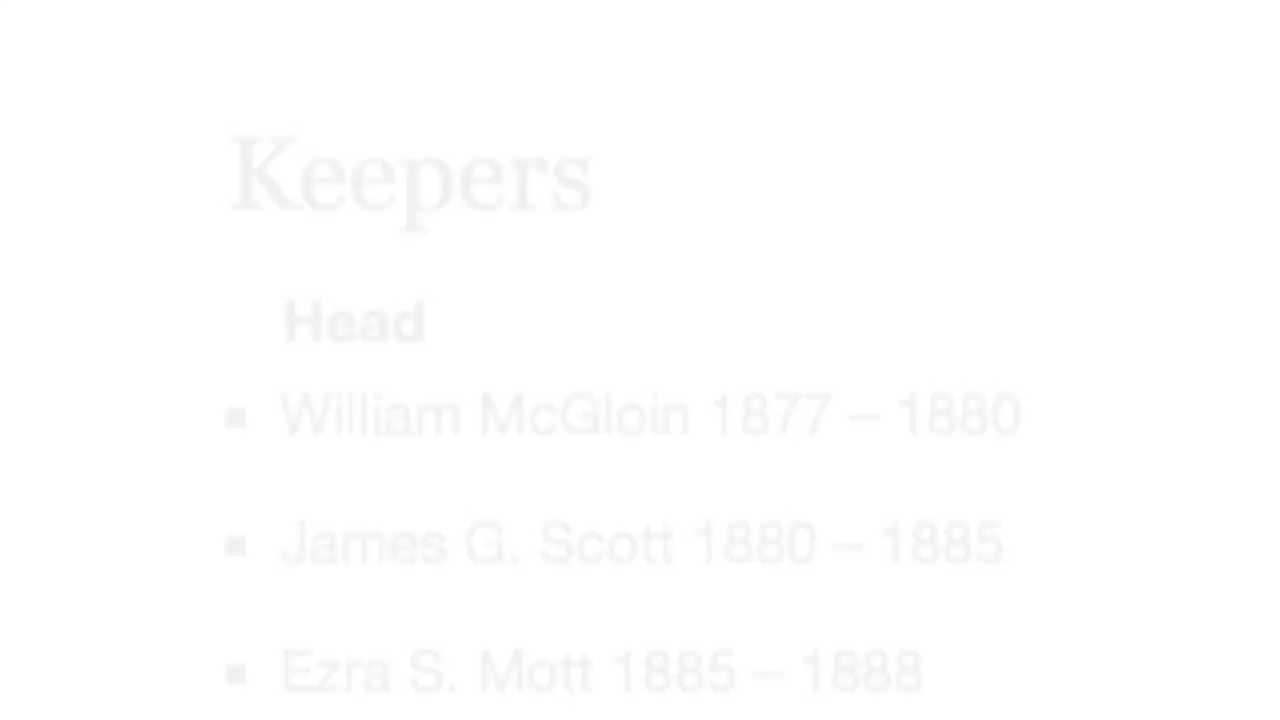 Keepers
Head
William McGloin 1877 – 1880
James G. Scott 1880 – 1885
Ezra S. Mott 1885 – 1888